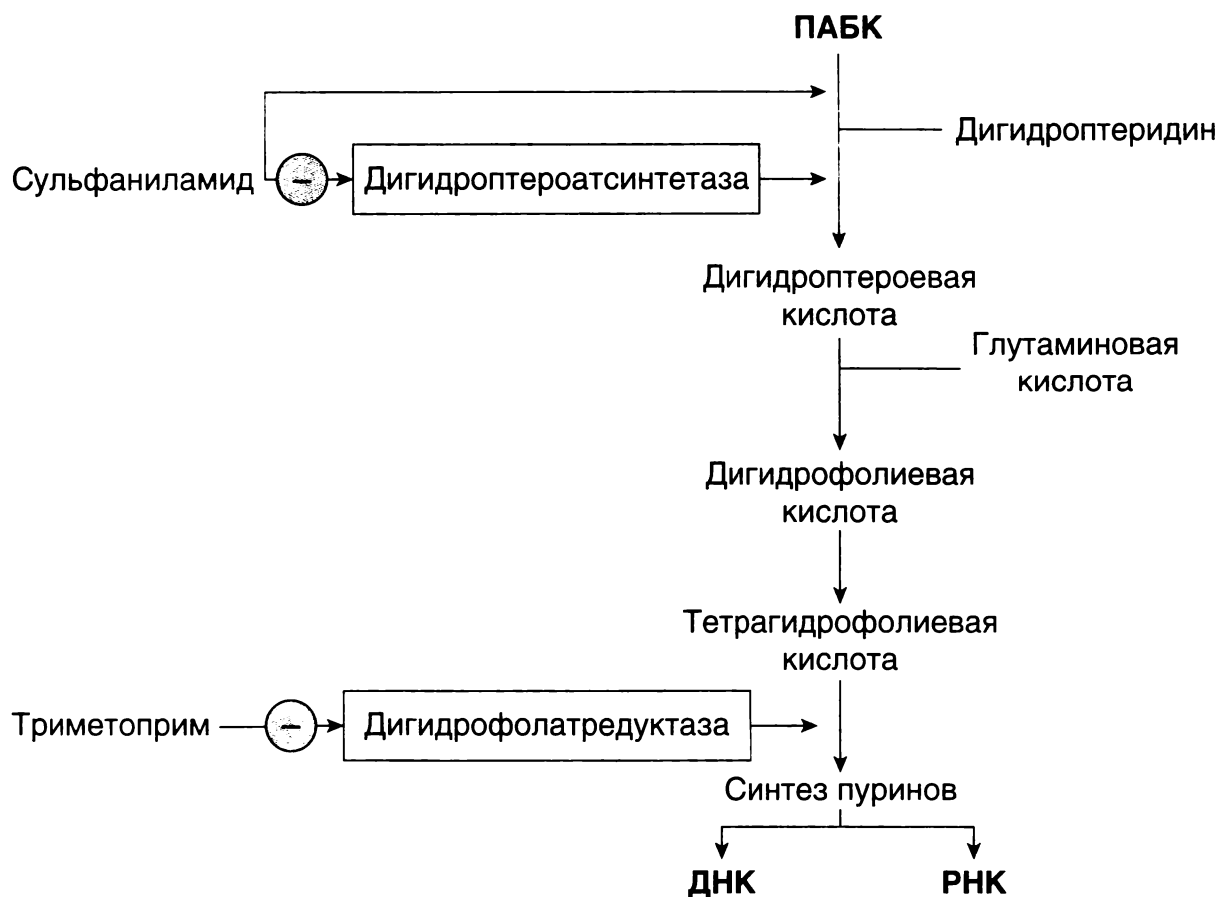 ПАБК
Дигидроптеридин
Сульфаниламид
–
Дигидроптероатсинтетаза
Дигидроптероевая
кислота
Глутаминовая
кислота
Дигидрофолиевая
кислота
Тетрагидрофолиевая
кислота
Триметоприм
–
Дигидрофолатредуктаза
Синтез пуринов
ДНК
РНК